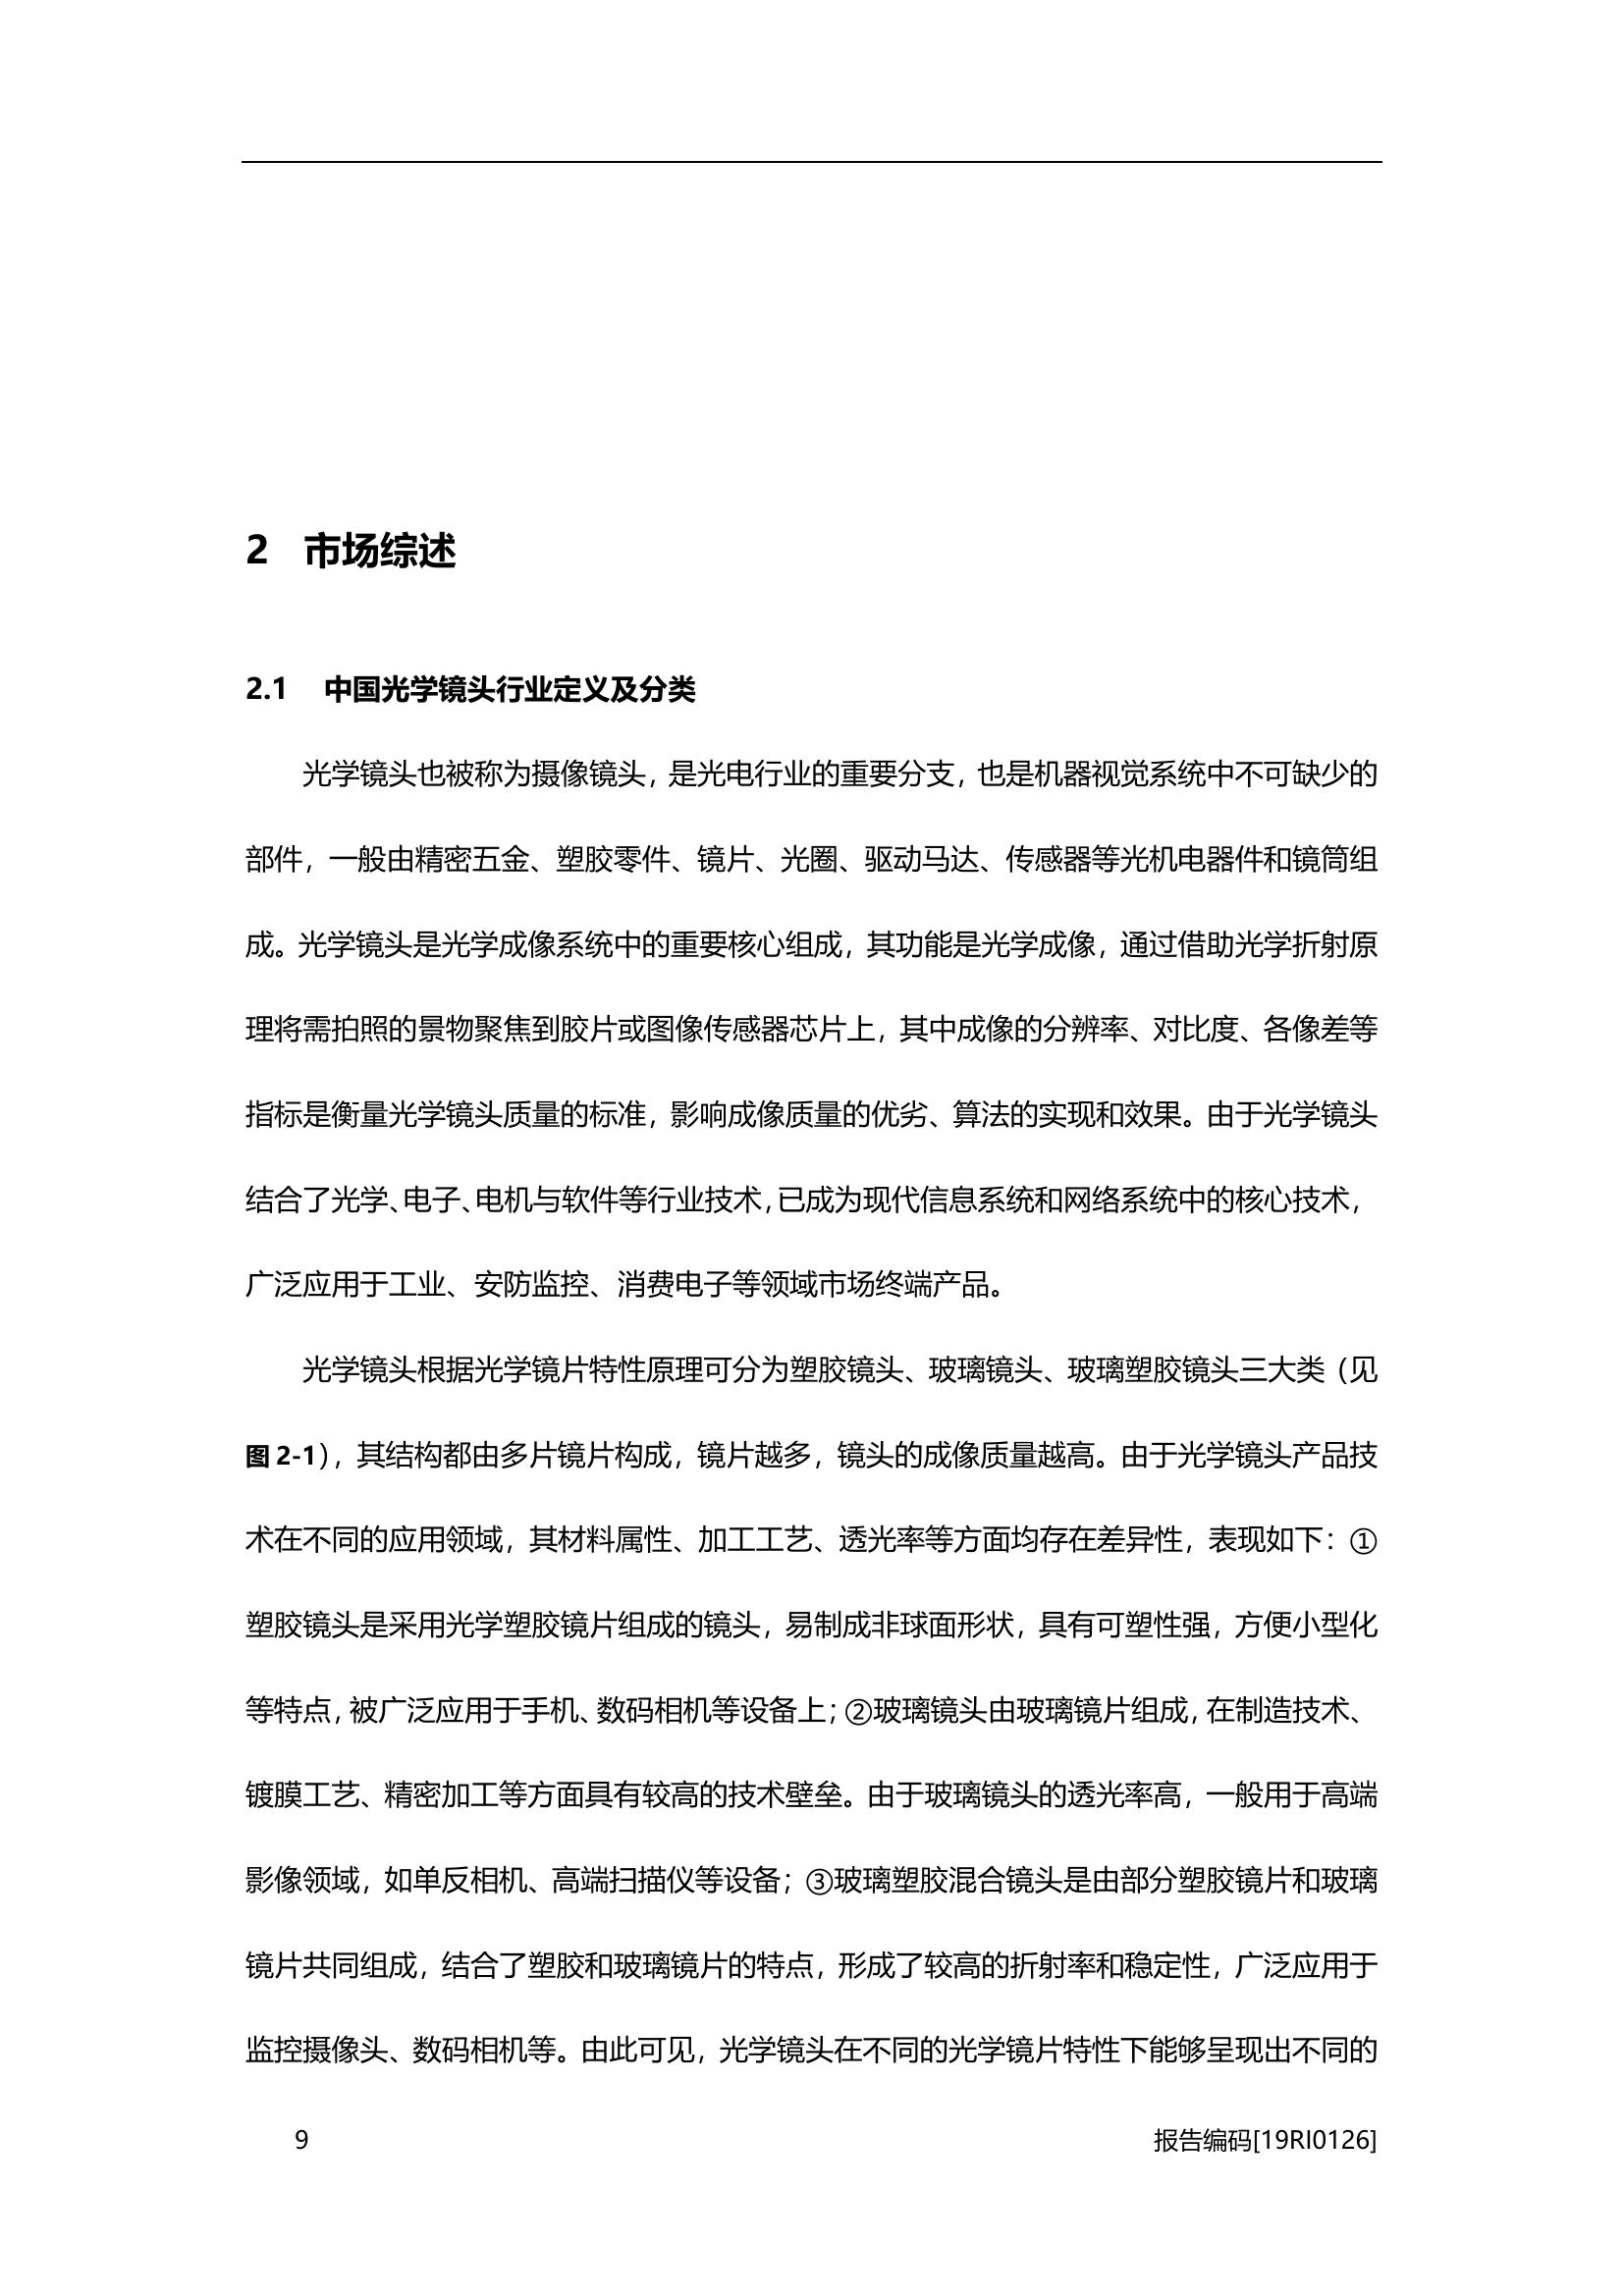 2 市场综述
2.1 中国光学镜头行业定义及分类
光学镜头也被称为摄像镜头，是光电行业的重要分支，也是机器视觉系统中不可缺少的
部件，一般由精密五金、塑胶零件、镜片、光圈、驱动马达、传感器等光机电器件和镜筒组
成。光学镜头是光学成像系统中的重要核心组成，其功能是光学成像，通过借助光学折射原
理将需拍照的景物聚焦到胶片或图像传感器芯片上，其中成像的分辨率、对比度、各像差等
指标是衡量光学镜头质量的标准，影响成像质量的优劣、算法的实现和效果。由于光学镜头
结合了光学、电子、电机与软件等行业技术，已成为现代信息系统和网络系统中的核心技术，
广泛应用于工业、安防监控、消费电子等领域市场终端产品。
光学镜头根据光学镜片特性原理可分为塑胶镜头、玻璃镜头、玻璃塑胶镜头三大类（见
图 2-1），其结构都由多片镜片构成，镜片越多，镜头的成像质量越高。由于光学镜头产品技
术在不同的应用领域，其材料属性、加工工艺、透光率等方面均存在差异性，表现如下：①
塑胶镜头是采用光学塑胶镜片组成的镜头，易制成非球面形状，具有可塑性强，方便小型化
等特点，被广泛应用于手机、数码相机等设备上；②玻璃镜头由玻璃镜片组成，在制造技术、
镀膜工艺、精密加工等方面具有较高的技术壁垒。由于玻璃镜头的透光率高，一般用于高端
影像领域，如单反相机、高端扫描仪等设备；③玻璃塑胶混合镜头是由部分塑胶镜片和玻璃
镜片共同组成，结合了塑胶和玻璃镜片的特点，形成了较高的折射率和稳定性，广泛应用于
监控摄像头、数码相机等。由此可见，光学镜头在不同的光学镜片特性下能够呈现出不同的
9 报告编码[19RI0126]